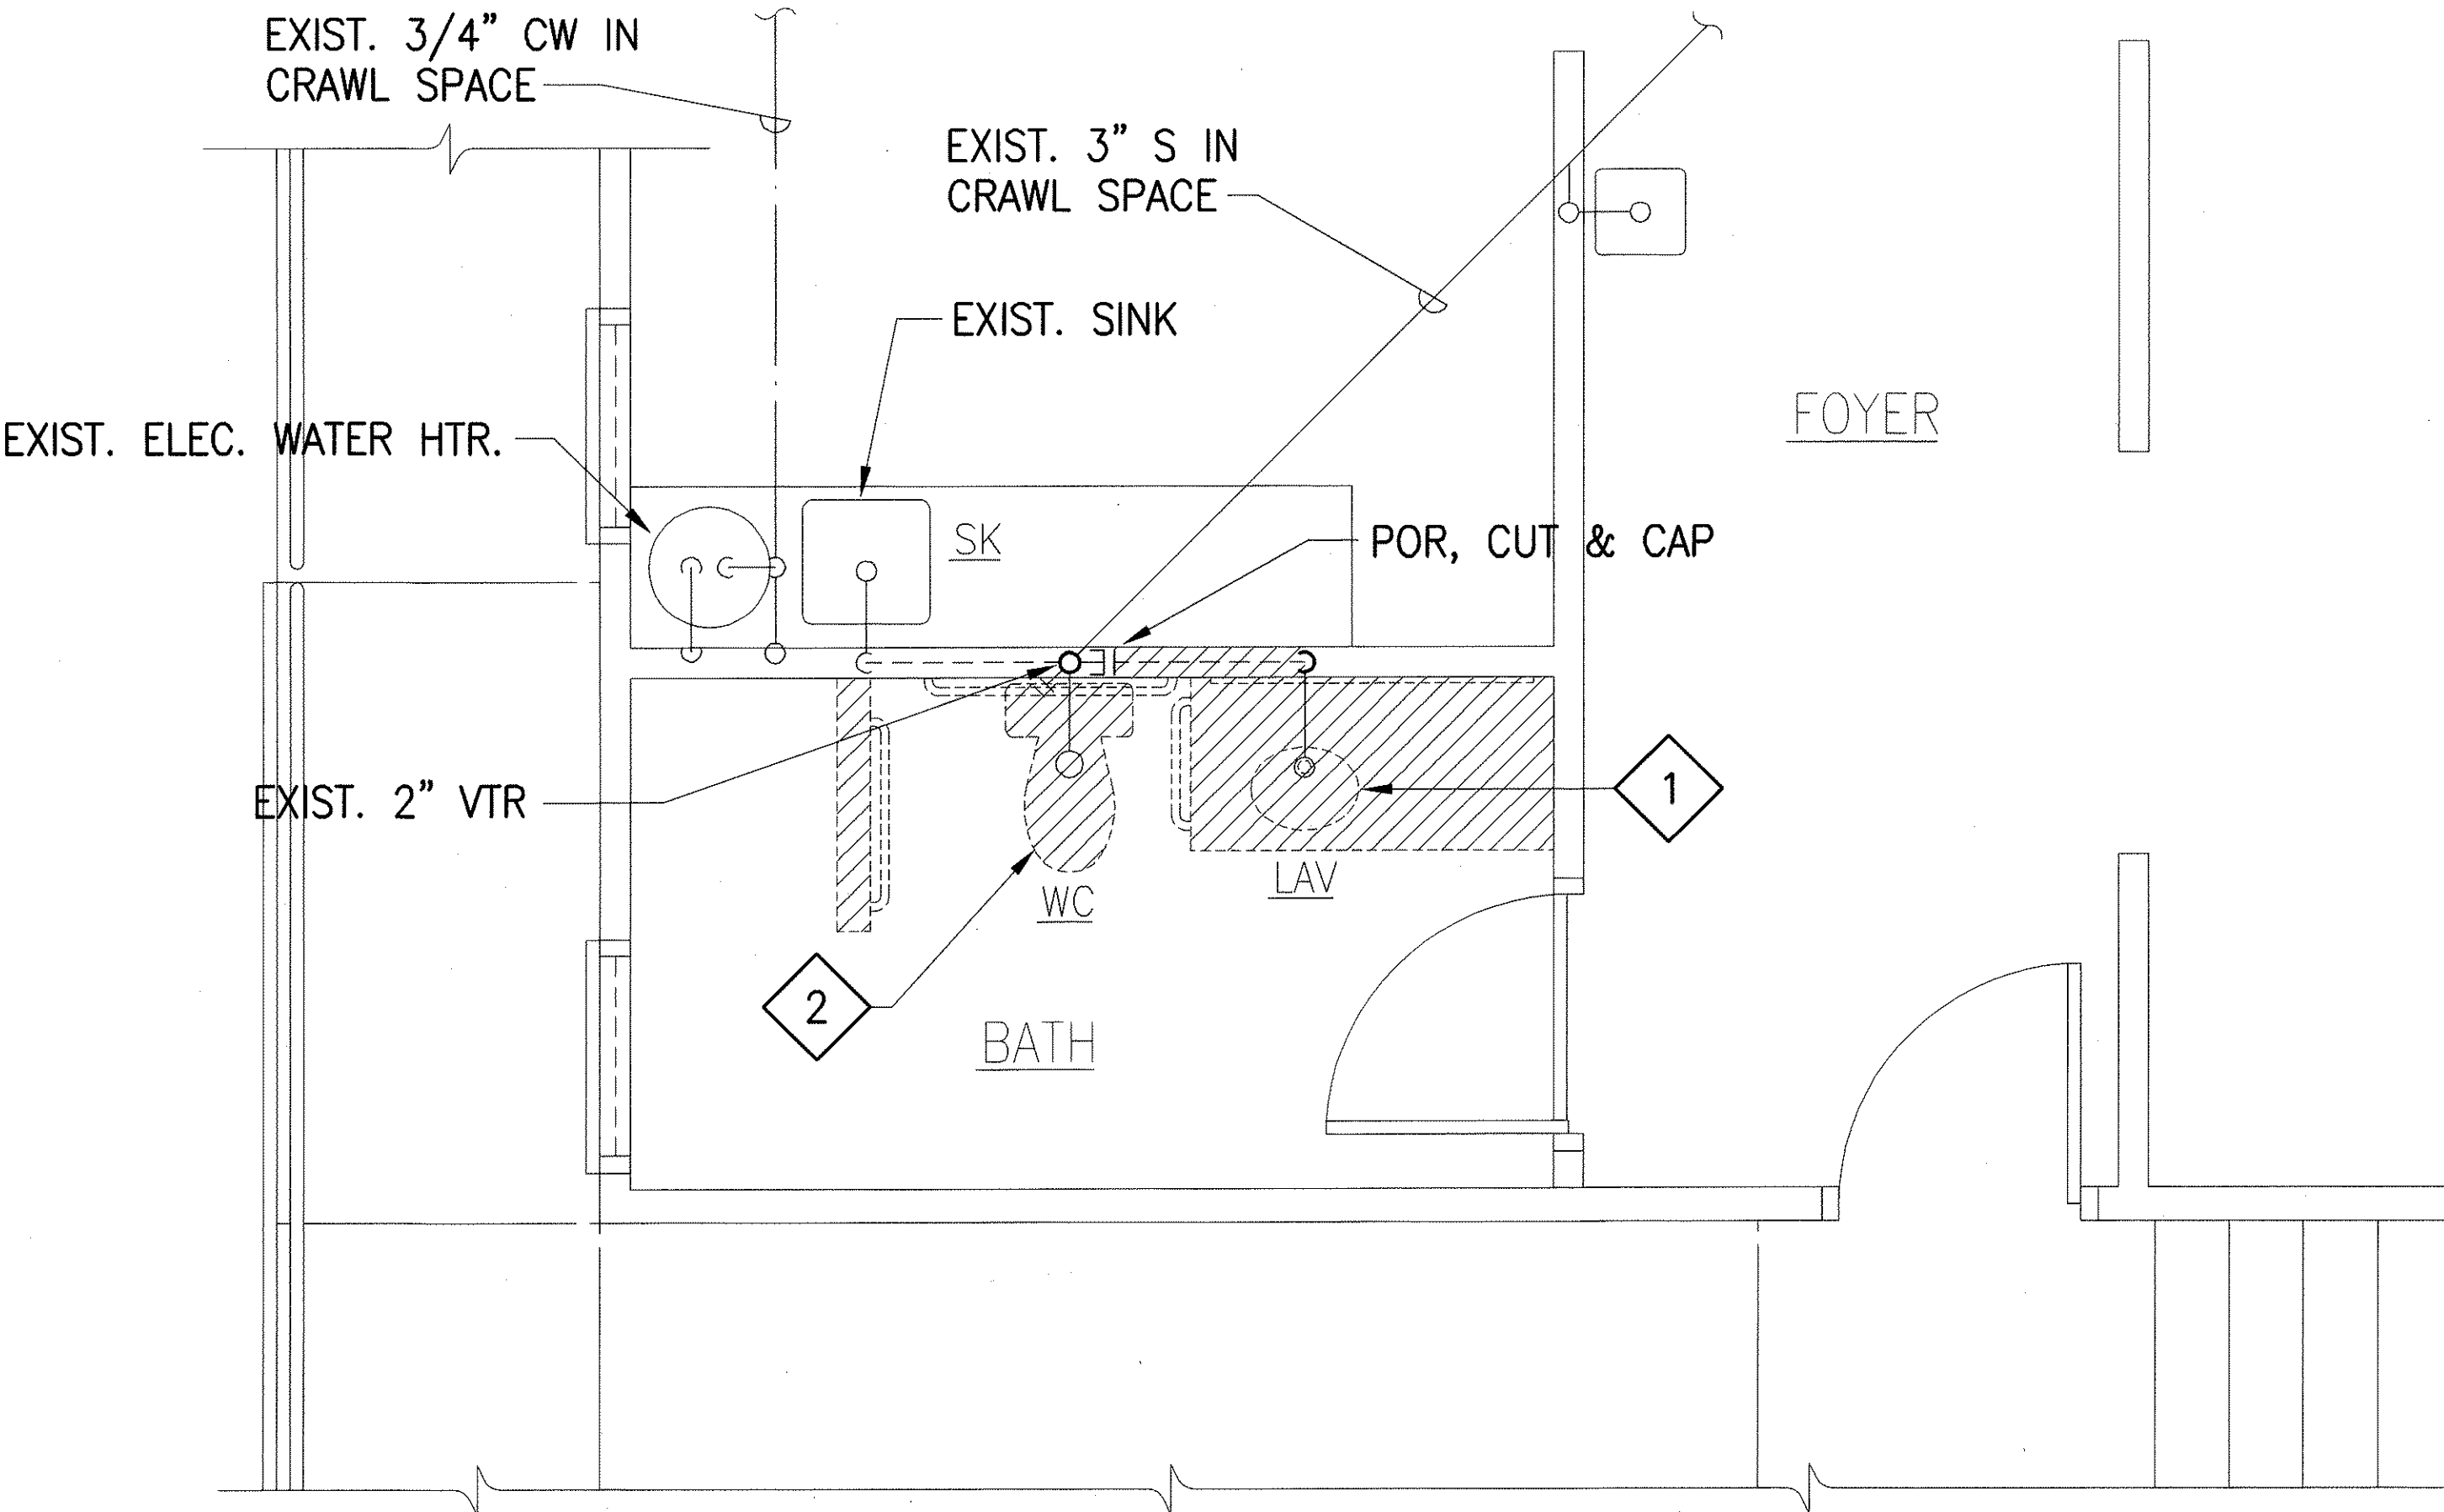 EXIST. 3/4" CW IN
CRAWL SPACE
EXIST. 3" S IN
CRAWL SPACE
EXIST. SINK
FOYER
EXIST. ELEC. WATER HTR.
SK
POR, CUT & CAP
EXIST. 2" VTR
1
LAV
WC
2
BATH